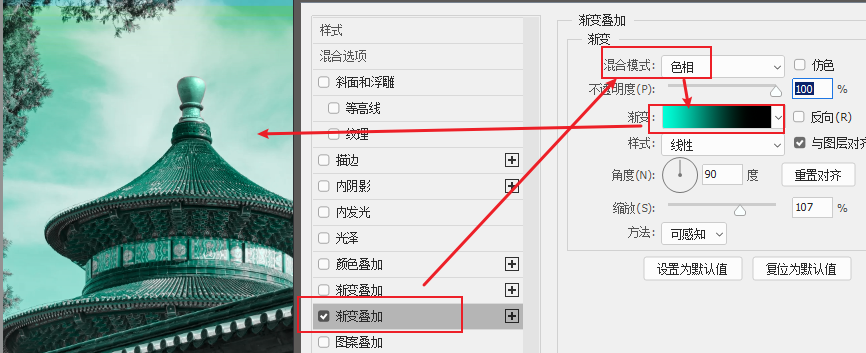 样式
混合选项
斜面和浮雕
等高线
纹理
描边
内阴影
内发光
光泽
颜色叠加
渐变叠加
渐变叠加
图案叠加
渐变叠加
渐变
混合模式: 色相 仿色
不透明度(P): 100 %
渐变: 反向(R)
样式: 线性 与图层对齐
角度(N): 90 度 重置对齐
缩放(S): 107 %
方法: 可感知
设置为默认值 复位为默认值